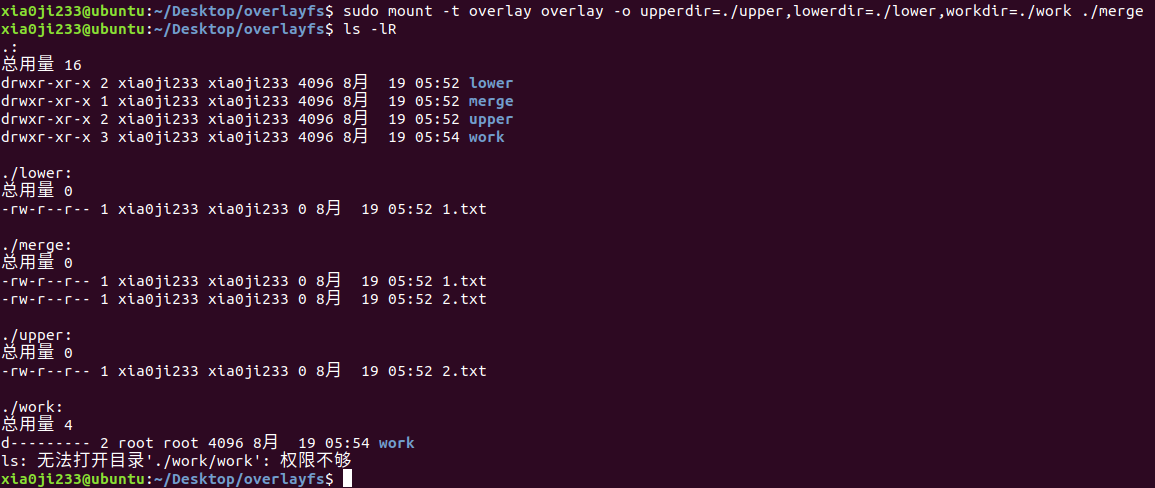 xia0ji233@ubuntu:~/Desktop/overlayfs$ sudo mount -t overlay overlay -o upperdir=./upper,lowerdir=./lower,workdir=./work ./merge
xia0ji233@ubuntu:~/Desktop/overlayfs$ ls -lR
.:
总用量 16
drwxr-xr-x 2 xia0ji233 xia0ji233 4096 8月  19 05:52 lower
drwxr-xr-x 1 xia0ji233 xia0ji233 4096 8月  19 05:52 merge
drwxr-xr-x 2 xia0ji233 xia0ji233 4096 8月  19 05:52 upper
drwxr-xr-x 3 xia0ji233 xia0ji233 4096 8月  19 05:54 work
./lower:
总用量 0
-rw-r--r-- 1 xia0ji233 xia0ji233 0 8月  19 05:52 1.txt
./merge:
总用量 0
-rw-r--r-- 1 xia0ji233 xia0ji233 0 8月  19 05:52 1.txt
-rw-r--r-- 1 xia0ji233 xia0ji233 0 8月  19 05:52 2.txt
./upper:
总用量 0
-rw-r--r-- 1 xia0ji233 xia0ji233 0 8月  19 05:52 2.txt
./work:
总用量 4
d--------- 2 root root 4096 8月  19 05:54 work
ls: 无法打开目录'./work/work': 权限不够
xia0ji233@ubuntu:~/Desktop/overlayfs$